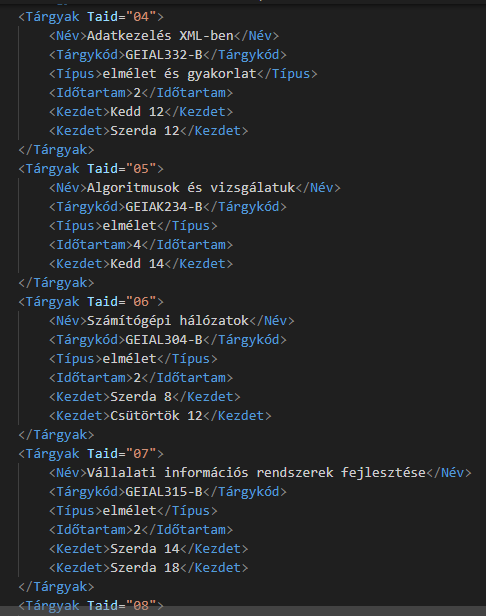 <Tárgyak Taid="04">
<Név>Adatkezelés XML-ben</Név>
<Tárgykód>GEIAL332-B</Tárgykód>
<Típus>elmélet és gyakorlat</Típus>
<Időtartam>2</Időtartam>
<Kezdet>Kedd 12</Kezdet>
<Kezdet>Szerda 12</Kezdet>
</Tárgyak>
<Tárgyak Taid="05">
<Név>Algoritmusok és vizsgálatuk</Név>
<Tárgykód>GEIAK234-B</Tárgykód>
<Típus>elmélet</Típus>
<Időtartam>4</Időtartam>
<Kezdet>Kedd 14</Kezdet>
</Tárgyak>
<Tárgyak Taid="06">
<Név>Számítógépi hálózatok</Név>
<Tárgykód>GEIAL304-B</Tárgykód>
<Típus>elmélet</Típus>
<Időtartam>2</Időtartam>
<Kezdet>Szerda 8</Kezdet>
<Kezdet>Csütörtök 12</Kezdet>
</Tárgyak>
<Tárgyak Taid="07">
<Név>Vállalati információs rendszerek fejlesztése</Név>
<Tárgykód>GEIAL315-B</Tárgykód>
<Típus>elmélet</Típus>
<Időtartam>2</Időtartam>
<Kezdet>Szerda 14</Kezdet>
<Kezdet>Szerda 18</Kezdet>
</Tárgyak>
<Tárgyak Taid="08">